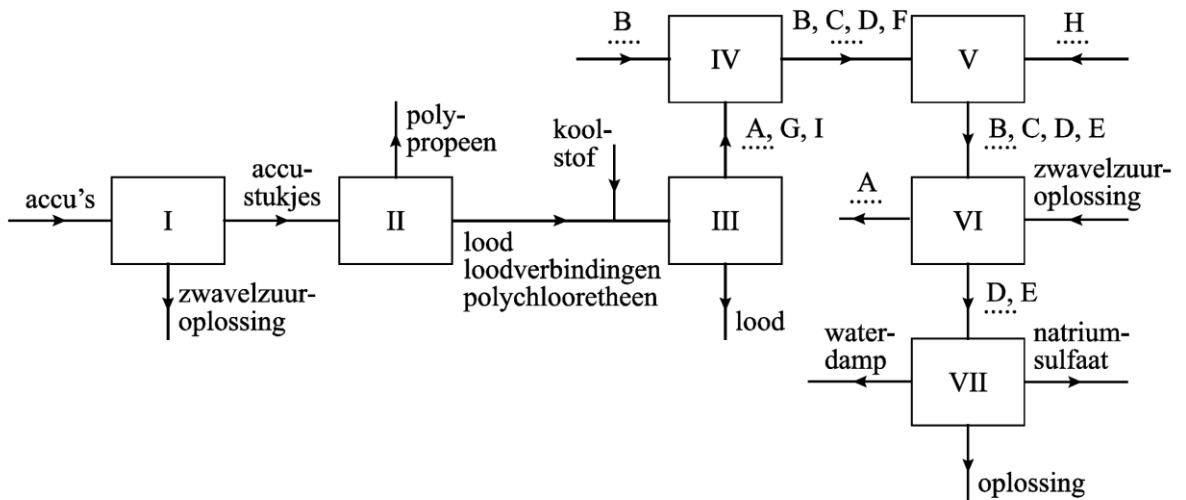 B
B, C, D, F
H
IV
V
poly-
propeen
kool-
stof
A, G, I
B, C, D, E
accu's
accu-
stukjes
zwavelzuur-
oplossing
A
I
II
III
VI
lood
loodverbindingen
polychlooretheen
zwavelzuur-
oplossing
lood
D, E
water-
damp
natrium-
sulfaat
VII
oplossing